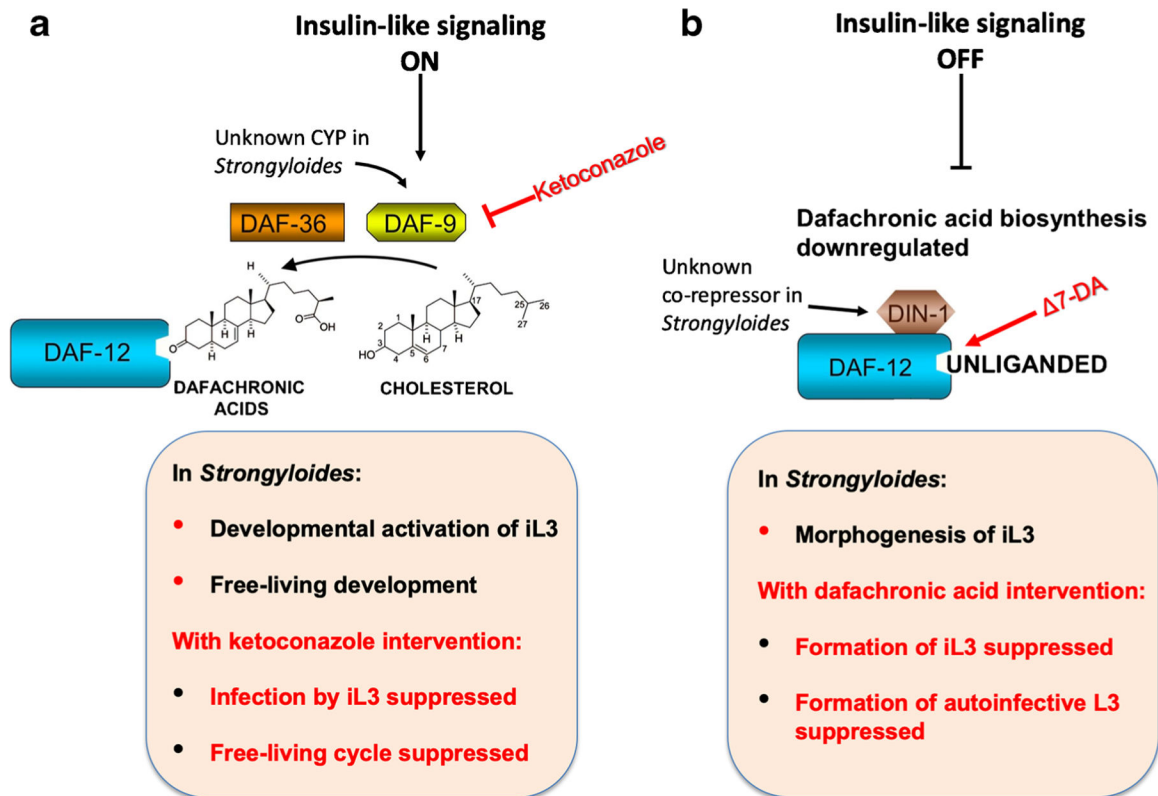 a
Insulin-like signaling
ON
Unknown CYP in
Strongyloides
Ketoconazole
DAF-36
DAF-9
H
O
OH
H
H
O
H
DAF-12
DAFACHRONIC
ACIDS
17
25
26
27
1
2
H
3
H
H
HO
4
5
6
7
CHOLESTEROL
In Strongyloides:
• Developmental activation of iL3
• Free-living development
With ketoconazole intervention:
• Infection by iL3 suppressed
• Free-living cycle suppressed
b
Insulin-like signaling
OFF
Dafachronic acid biosynthesis
downregulated
Unknown
co-repressor in
Strongyloides
DIN-1
Δ7-DA
DAF-12
UNLIGANDED
In Strongyloides:
• Morphogenesis of iL3
With dafachronic acid intervention:
• Formation of iL3 suppressed
• Formation of autoinfective L3
suppressed